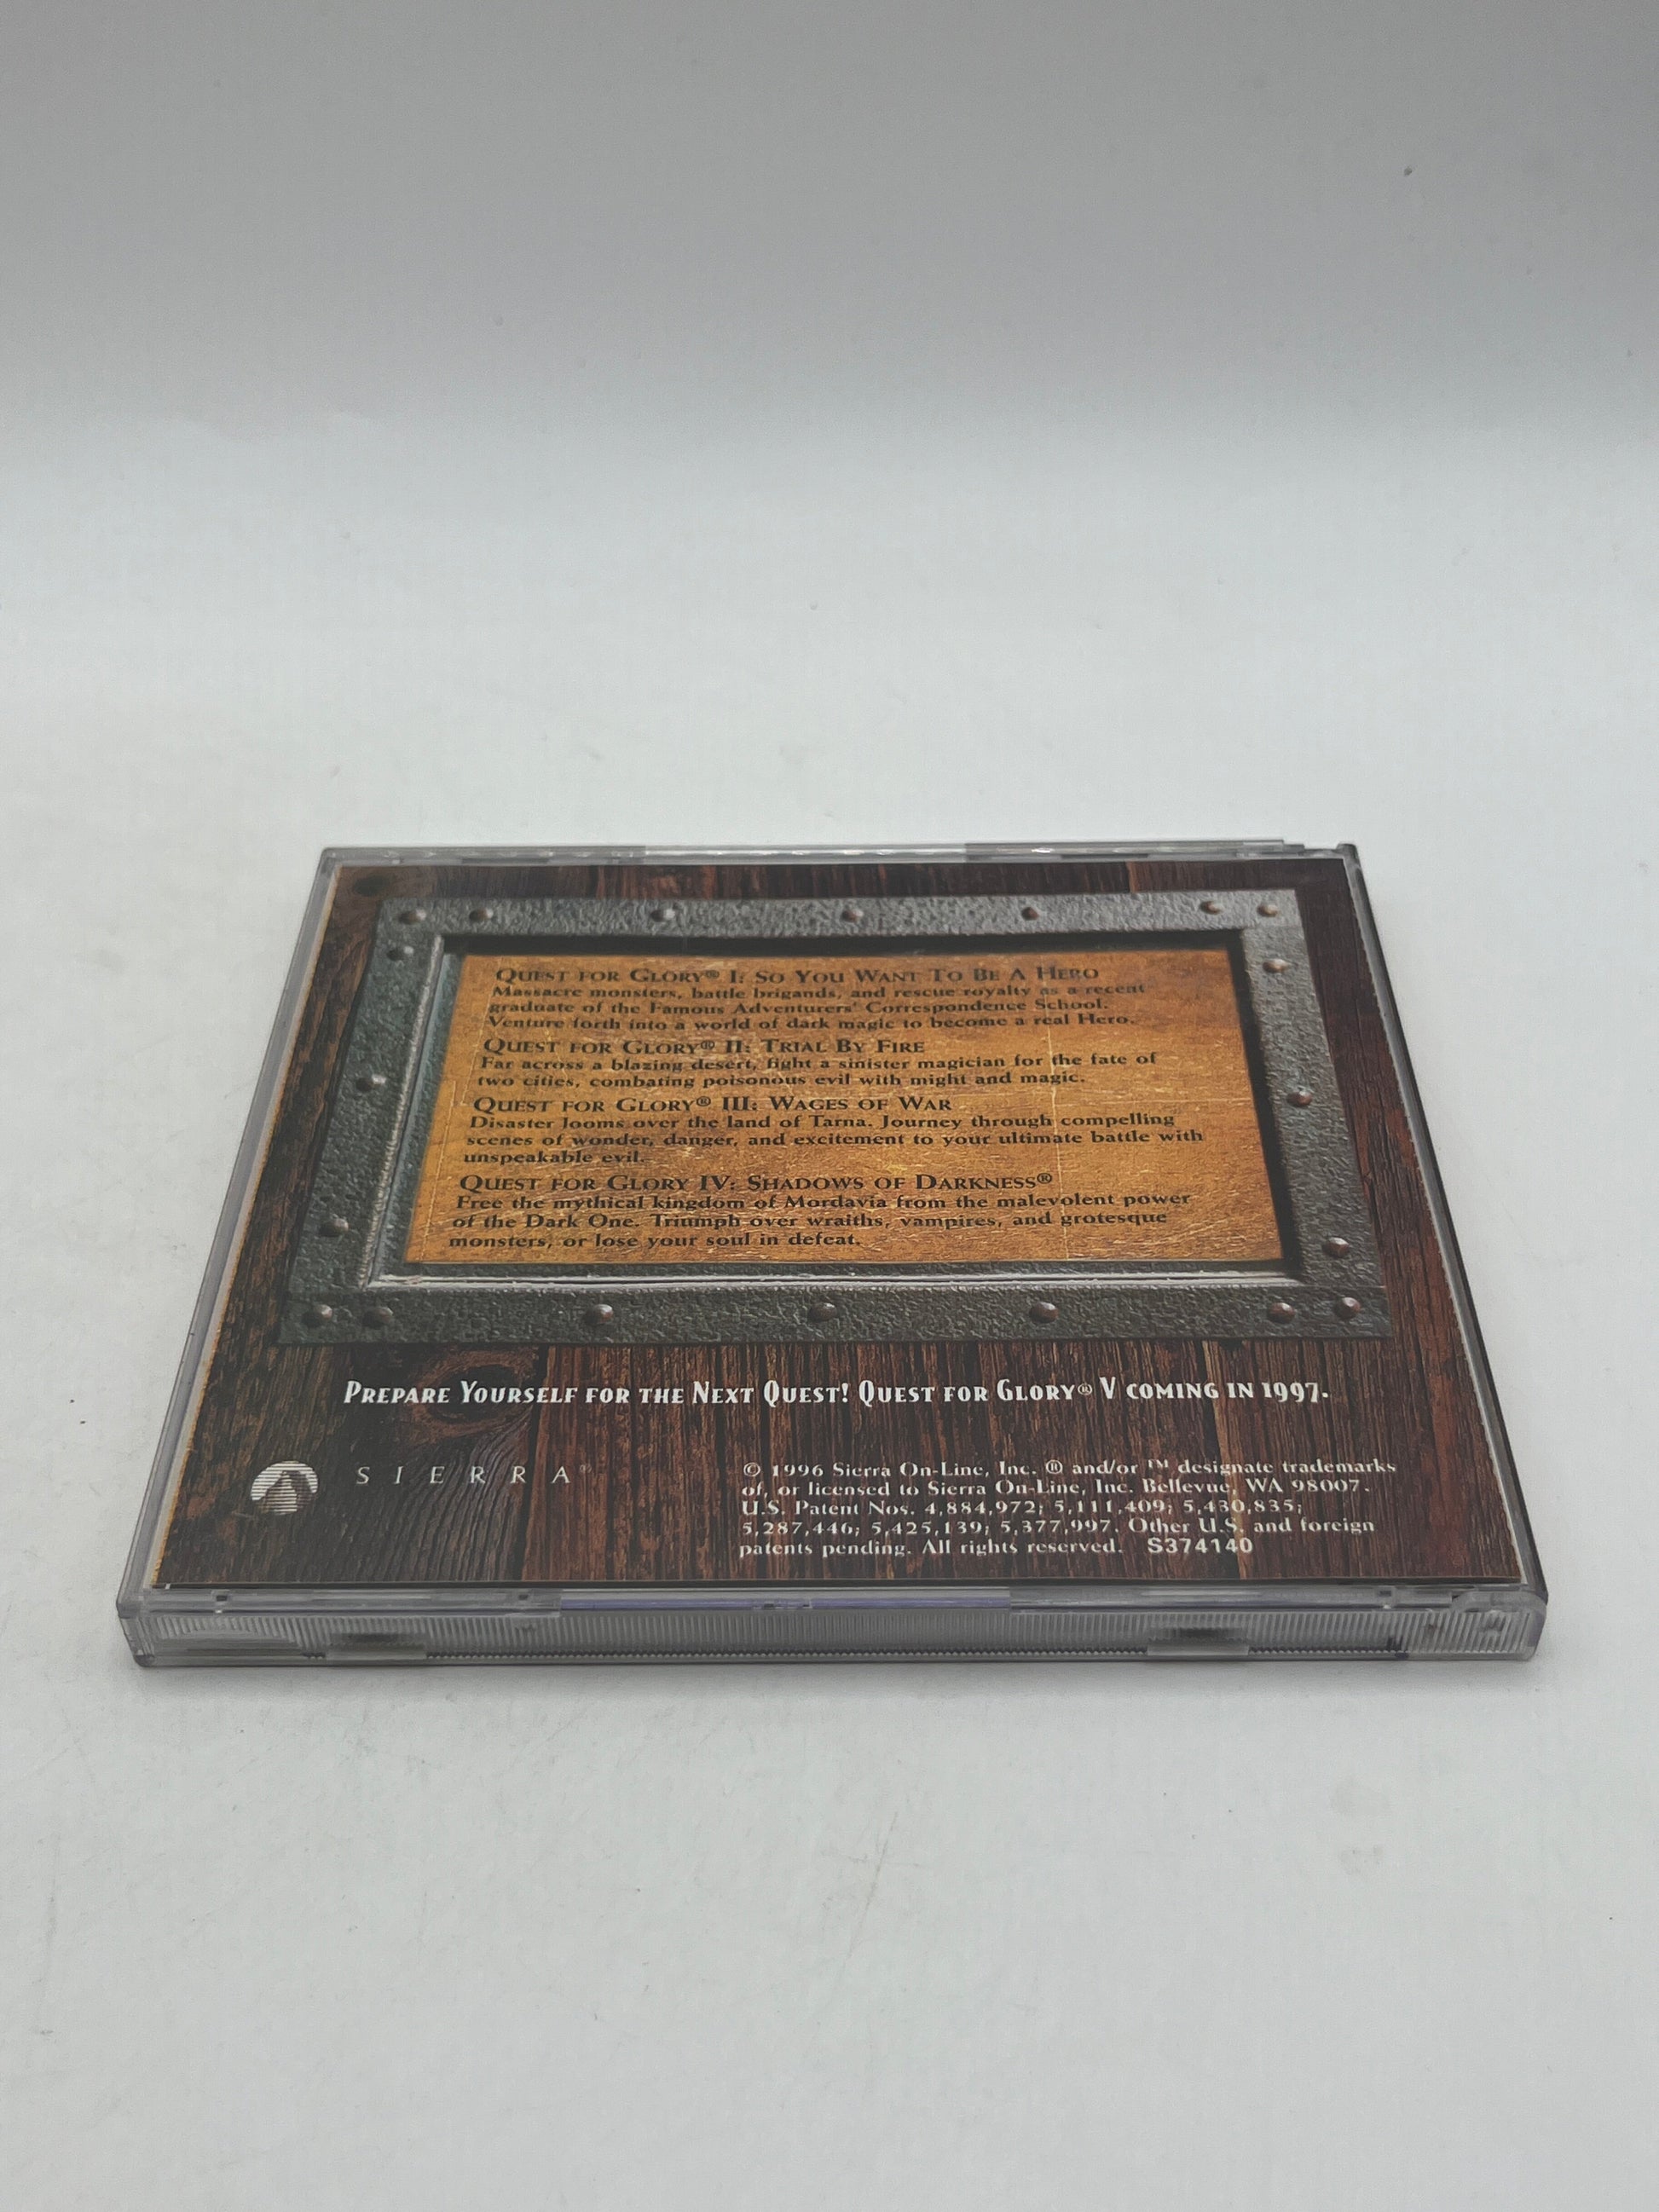 QUEST FOR GLORY® I: SO YOU WANT TO BE A HERO
Massacre monsters, battle brigands, and rescue royalty as a recent
graduate of the Famous Adventurers' Correspondence School.
Venture forth into a world of dark magic to become a real Hero.
QUEST FOR GLORY® II: TRIAL BY FIRE
Far across a blazing desert, fight a sinister magician for the fate of
two cities, combating poisonous evil with might and magic.
QUEST FOR GLORY® III: WAGES OF WAR
Disaster looms over the land of Tarna. Journey through compelling
scenes of wonder, danger, and excitement to your ultimate battle with
unspeakable evil.
QUEST FOR GLORY IV: SHADOWS OF DARKNESS®
Free the mythical kingdom of Mordavia from the malevolent power
of the Dark One. Triumph over wraiths, vampires, and grotesque
monsters, or lose your soul in defeat.
PREPARE YOURSELF FOR THE NEXT QUEST! QUEST FOR GLORY® V COMING IN 1997.
SIERRA®
© 1996 Sierra On-Line, Inc. ® and/or ™ designate trademarks
of, or licensed to Sierra On-Line, Inc. Bellevue, WA 98007.
U.S. Patent Nos. 4,884,972; 5,111,409; 5,430,835;
5,287,446; 5,425,139; 5,377,997. Other U.S. and foreign
patents pending. All rights reserved. S374140